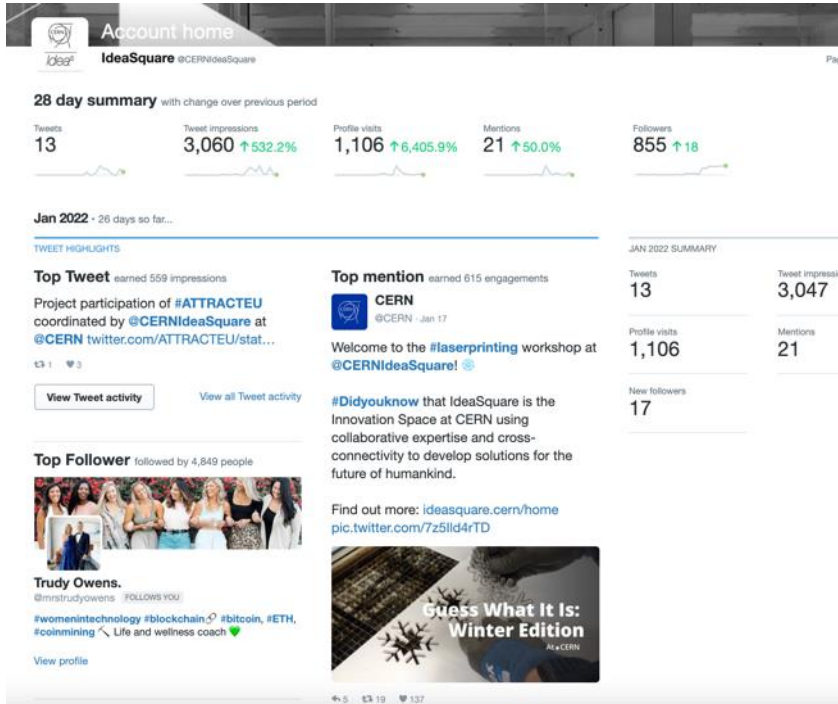 Account home
CERN
Idea²
IdeaSquare @CERNIdeaSquare
28 day summary with change over previous period
Tweets
13
Tweet impressions
3,060 ↑532.2%
Profile visits
1,106 ↑6,405.9%
Mentions
21 ↑50.0%
Followers
855 ↑18
Jan 2022 • 26 days so far...
TWEET HIGHLIGHTS
Top Tweet earned 559 impressions
Project participation of #ATTRACTEU
coordinated by @CERNIdeaSquare at
@CERN twitter.com/ATTRACTEU/stat…
1 3
View Tweet activity
View all Tweet activity
Top Follower followed by 4,849 people
Trudy Owens.
@mrstrudyowens FOLLOWS YOU
#womenintechnology #blockchain🔗 #bitcoin, #ETH,
#coinmining ⛏ Life and wellness coach 💚
View profile
Top mention earned 615 engagements
CERN
@CERN · Jan 17
Welcome to the #laserprinting workshop at
@CERNIdeaSquare! ❄
#Didyouknow that IdeaSquare is the
Innovation Space at CERN using
collaborative expertise and cross-
connectivity to develop solutions for the
future of humankind.
Find out more: ideasquare.cern/home
Guess What It Is:
Winter Edition
At CERN
5 19 137
JAN 2022 SUMMARY
Tweets
13
Tweet
3,047
Profile visits
1,106
Mentions
21
New followers
17